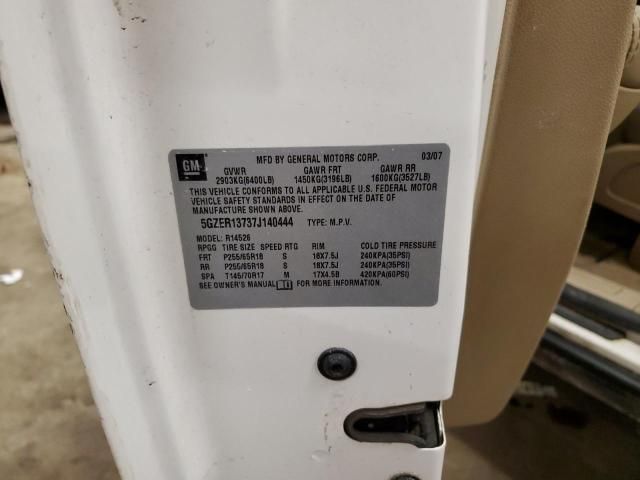 GM
MFD BY GENERAL MOTORS CORP. 03/07
GVWR GAWR FRT GAWR RR
2903KG(6400LB) 1450KG(3196LB) 1600KG(3527LB)
THIS VEHICLE CONFORMS TO ALL APPLICABLE U.S. FEDERAL MOTOR
VEHICLE SAFETY STANDARDS IN EFFECT ON THE DATE OF
MANUFACTURE SHOWN ABOVE.
5GZER13737J140444 TYPE: M.P.V.
MODEL: R14526
RPGG TIRE SIZE SPEED RTG RIM COLD TIRE PRESSURE
FRT P255/65R18 S 18X7.5J 240KPA(35PSI)
RR P255/65R18 S 18X7.5J 240KPA(35PSI)
SPA T145/70R17 M 17X4.5B 420KPA(60PSI)
SEE OWNER'S MANUAL FOR MORE INFORMATION.